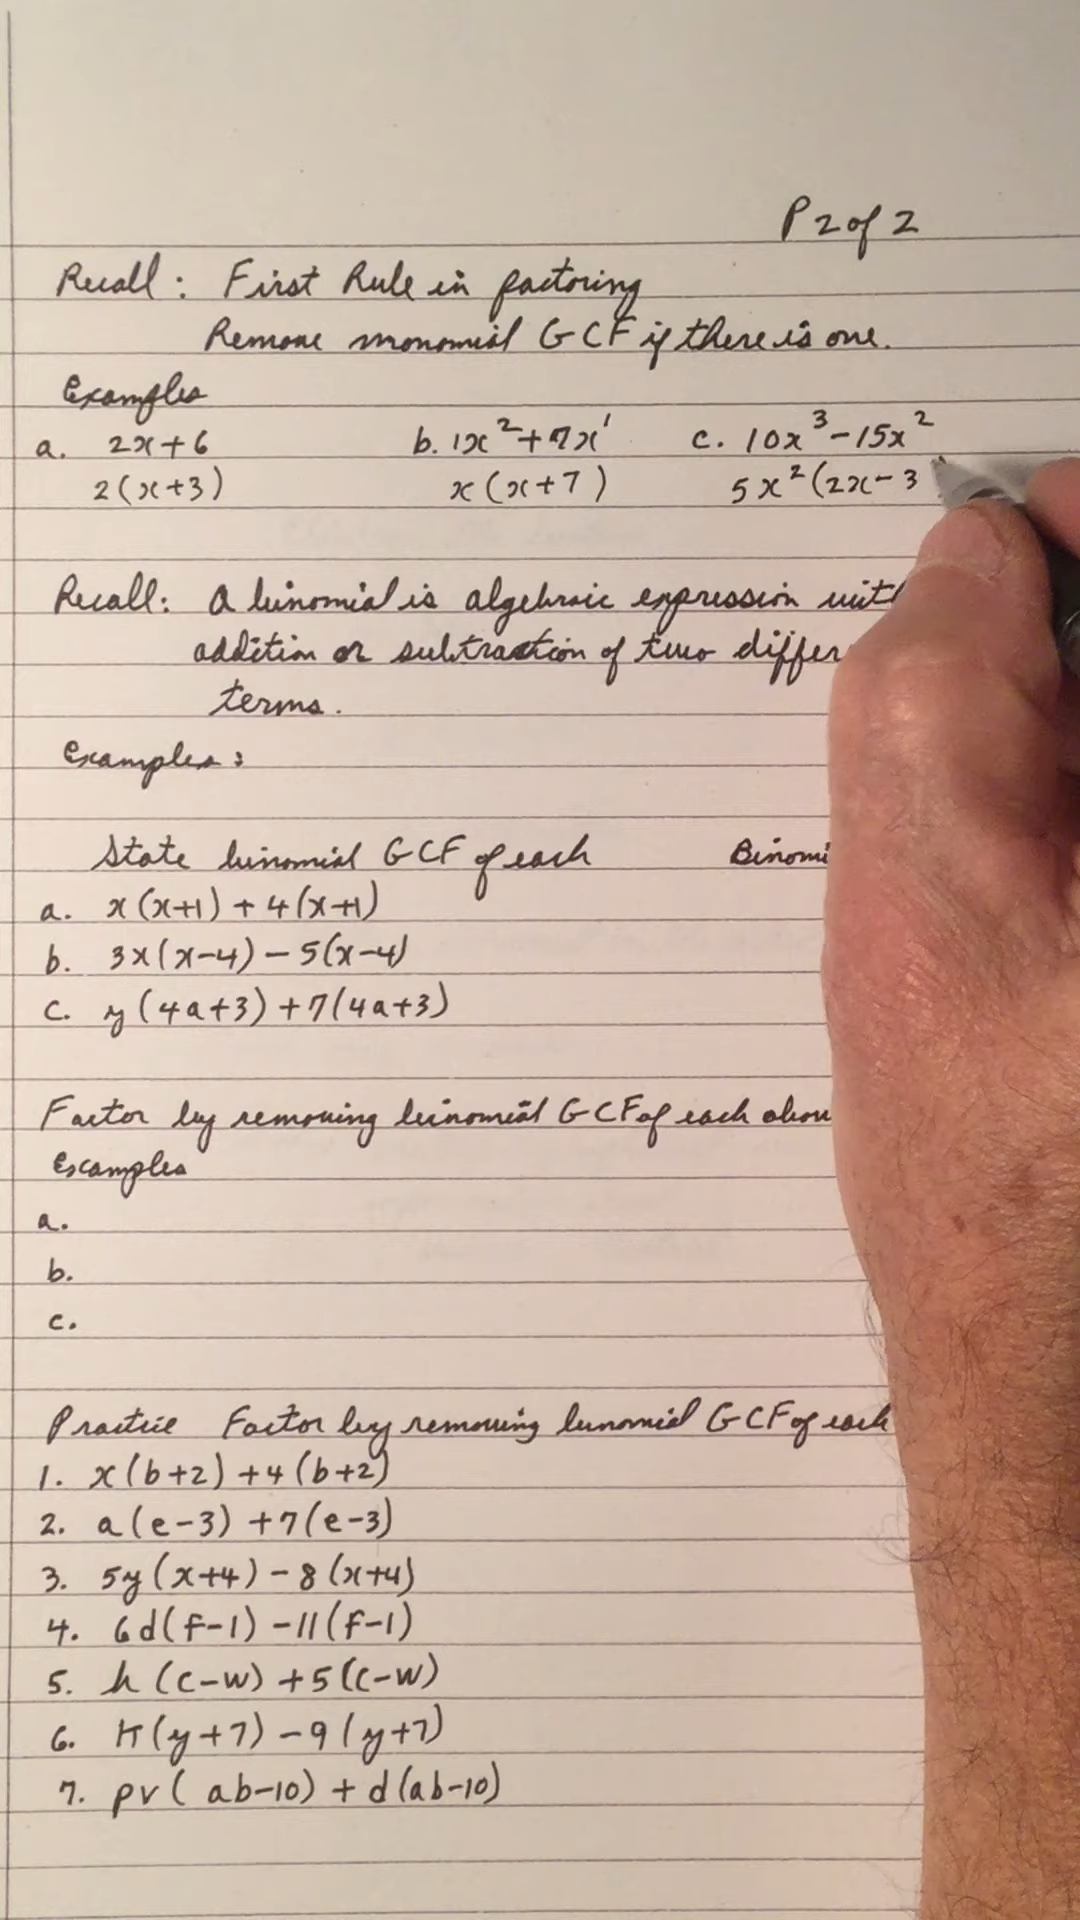 P 2 of 2
Recall: First Rule in factoring
Remove monomial GCF if there is one.
Examples
a. 2x+6 b. 1x²+7x¹ c. 10x³-15x²
2(x+3) x(x+7) 5x²(2x-3
Recall: A binomial is algebraic expression with
addition or subtraction of two differ
terms.
Examples:
State binomial GCF of each Binomi
a. x(x+1)+4(x+1)
b. 3x(x-4)-5(x-4)
c. y(4a+3)+7(4a+3)
Factor by removing binomial GCF of each abov
Examples
a.
b.
c.
Practice Factor by removing binomial GCF of each
1. x(b+2)+4(b+2)
2. a(e-3)+7(e-3)
3. 5y(x+4)-8(x+4)
4. 6d(f-1)-11(f-1)
5. h(c-w)+5(c-w)
6. π(y+7)-9(y+7)
7. pv(ab-10)+d(ab-10)